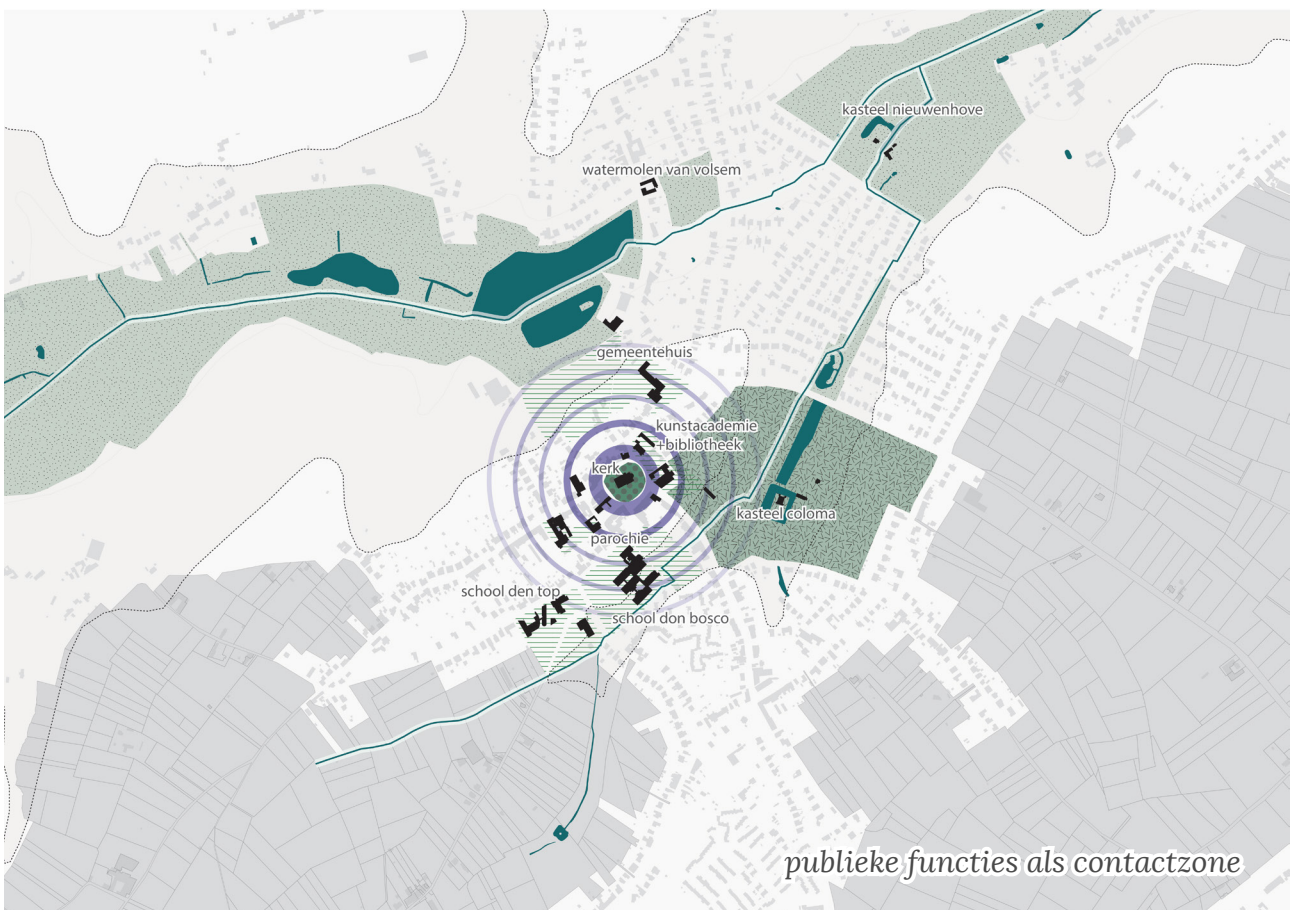 kasteel nieuwenhove
watermolen van volsem
gemeentehuis
kunstacademie
+bibliotheek
kerk
kasteel coloma
parochie
school den top
school don bosco
publieke functies als contactzone